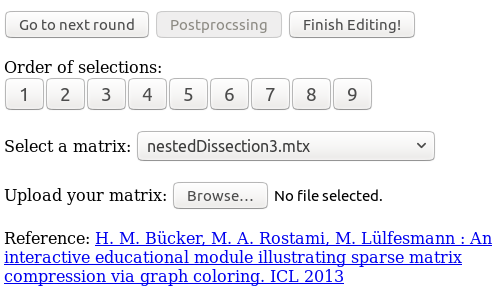 Go to next round Postprocssing Finish Editing!
Order of selections:
1 2 3 4 5 6 7 8 9
Select a matrix: nestedDissection3.mtx
Upload your matrix: Browse... No file selected.
Reference: H. M. Bücker, M. A. Rostami, M. Lülfesmann : An
interactive educational module illustrating sparse matrix
compression via graph coloring. ICL 2013